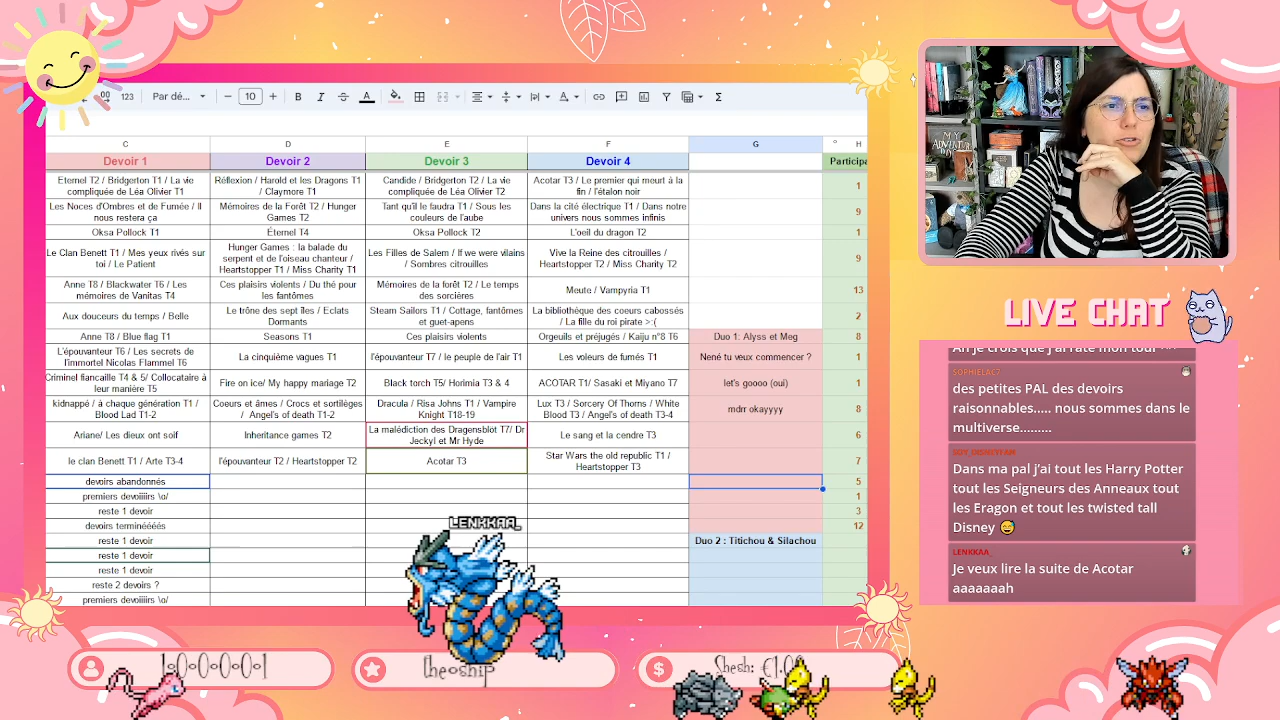 .00 123 Par dé... − 10 + B I A Σ
C D E F G H
Devoir 1 Devoir 2 Devoir 3 Devoir 4 Participa
Eternel T2 / Bridgerton T1 / La vie compliquée de Léa Olivier T1
Réflexion / Harold et les Dragons T1 / Claymore T1
Candide / Bridgerton T2 / La vie compliquée de Léa Olivier T2
Acotar T3 / Le premier qui meurt à la fin / l'étalon noir
1
Les Noces d'Ombres et de Fumée / Il nous restera ça
Mémoires de la Forêt T2 / Hunger Games T2
Tant qu'il le faudra T1 / Sous les couleurs de l'aube
Dans la cité électrique T1 / Dans notre univers nous sommes infinis
9
Oksa Pollock T1
Éternel T4
Oksa Pollock T2
L'oeil du dragon T2
1
Le Clan Benett T1 / Mes yeux rivés sur toi / Le Patient
Hunger Games : la balade du serpent et de l'oiseau chanteur / Heartstopper T1 / Miss Charity T1
Les Filles de Salem / If we were vilains / Sombres citrouilles
Vive la Reine des citrouilles / Heartstopper T2 / Miss Charity T2
9
Anne T8 / Blackwater T6 / Les mémoires de Vanitas T4
Ces plaisirs violents / Du thé pour les fantômes
Mémoires de la forêt T2 / Le temps des sorcières
Meute / Vampyria T1
13
Aux douceurs du temps / Belle
Le trône des sept îles / Eclats Dormants
Steam Sailors T1 / Cottage, fantômes et guet-apens
La bibliothèque des coeurs cabossés / La fille du roi pirate >:(
2
Anne T8 / Blue flag T1
Seasons T1
Ces plaisirs violents
Orgeuils et préjugés / Kaiju n°8 T6
Duo 1: Alyss et Meg
8
L'épouvanteur T6 / Les secrets de l'immortel Nicolas Flammel T6
La cinquième vagues T1
l'épouvanteur T7 / le peuple de l'air T1
Les voleurs de fumés T1
Nené tu veux commencer ?
1
Criminel fiancaille T4 & 5/ Collocataire à leur manière T5
Fire on ice/ My happy mariage T2
Black torch T5/ Horimia T3 & 4
ACOTAR T1/ Sasaki et Miyano T7
let's goooo (oui)
1
kidnappé / à chaque génération T1 / Blood Lad T1-2
Coeurs et âmes / Crocs et sortilèges / Angel's of death T1-2
Dracula / Risa Johns T1 / Vampire Knight T18-19
Lux T3 / Sorcery Of Thorns / White Blood T3 / Angel's of death T3-4
mdrr okayyyy
8
Ariane/ Les dieux ont soif
Inheritance games T2
La malédiction des Dragensblot T7/ Dr Jeckyl et Mr Hyde
Le sang et la cendre T3
6
le clan Benett T1 / Arte T3-4
l'épouvanteur T2 / Heartstopper T2
Acotar T3
Star Wars the old republic T1 / Heartstopper T3
7
devoirs abandonnés 5
premiers devoiiiirs \o/ 1
reste 1 devoir 3
devoirs terminéééés 12
reste 1 devoir Duo 2 : Titichou & Silachou
reste 1 devoir
reste 1 devoir
reste 2 devoirs ?
premiers devoiiiirs \o/
LENKKAA_
MY
LIVE CHAT
Ah je crois que j'ai raté mon tour
SOPHIELAC7
des petites PAL des devoirs
raisonnables..... nous sommes dans le
multiverse.........
Dans ma pal j'ai tout les Harry Potter
tout les Seigneurs des Anneaux tout
les Eragon et tout les twisted tall
Disney
LENKKAA_
Je veux lire la suite de Acotar
aaaaaaah
theoship
$ Shesh: